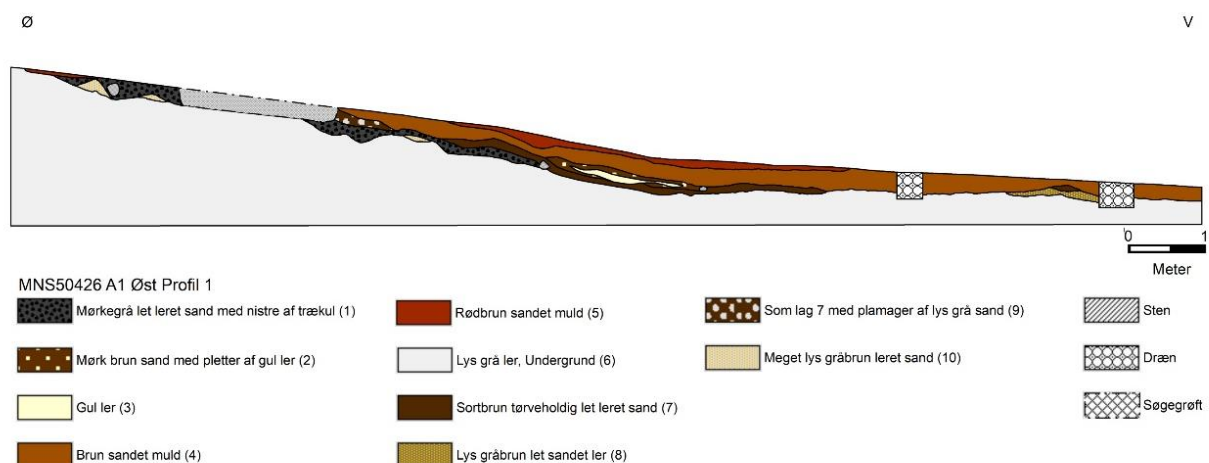 Ø
V
0 1
Meter
MNS50426 A1 Øst Profil 1
Mørkegrå let leret sand med nistre af trækul (1)
Mørk brun sand med pletter af gul ler (2)
Gul ler (3)
Brun sandet muld (4)
Rødbrun sandet muld (5)
Lys grå ler, Undergrund (6)
Sortbrun tørveholdig let leret sand (7)
Lys gråbrun let sandet ler (8)
Som lag 7 med plamager af lys grå sand (9)
Meget lys gråbrun leret sand (10)
Sten
Dræn
Søgegrøft